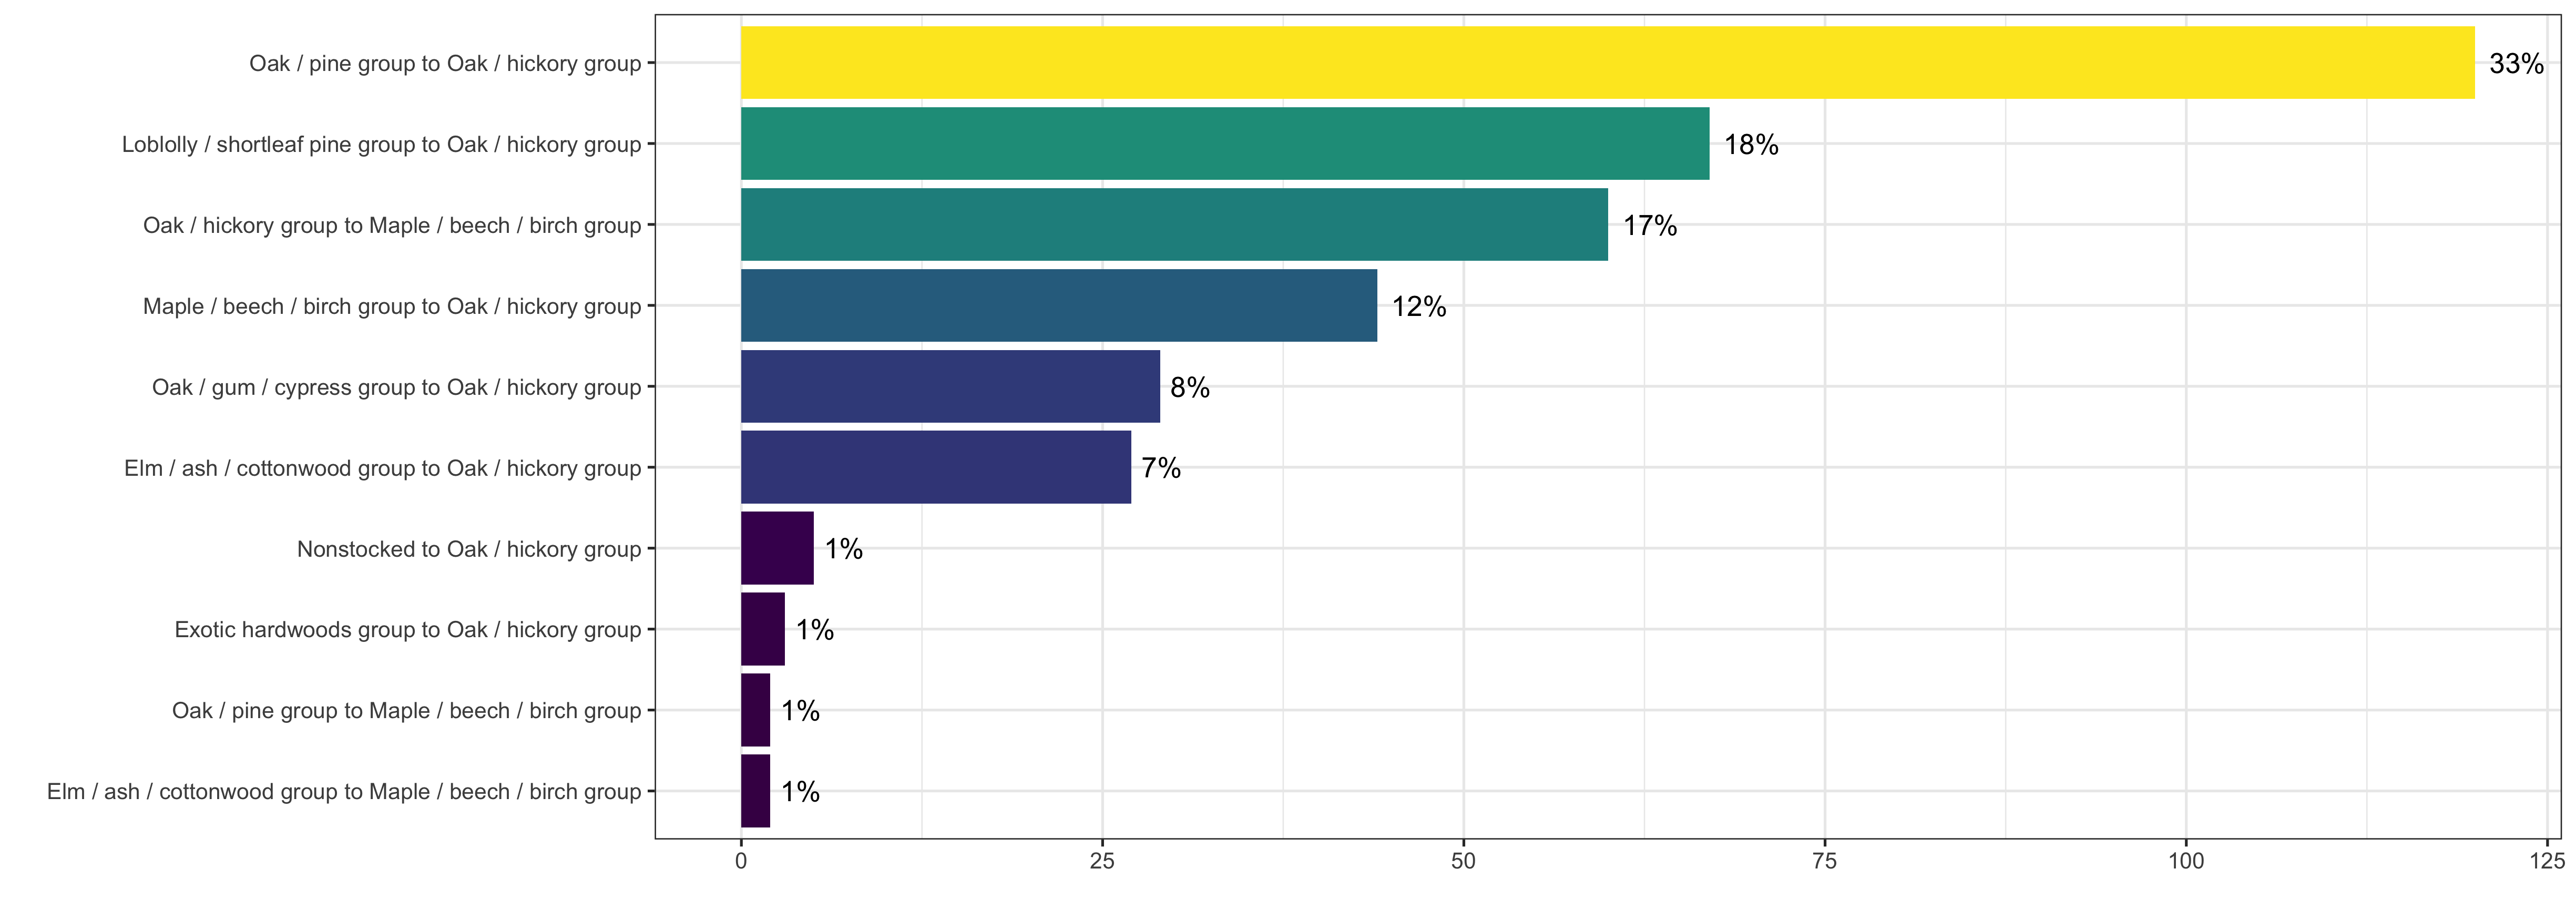 Oak / pine group to Oak / hickory group
33%
Loblolly / shortleaf pine group to Oak / hickory group
18%
Oak / hickory group to Maple / beech / birch group
17%
Maple / beech / birch group to Oak / hickory group
12%
Oak / gum / cypress group to Oak / hickory group
8%
Elm / ash / cottonwood group to Oak / hickory group
7%
Nonstocked to Oak / hickory group
1%
Exotic hardwoods group to Oak / hickory group
1%
Oak / pine group to Maple / beech / birch group
1%
Elm / ash / cottonwood group to Maple / beech / birch group
1%
0 25 50 75 100 125